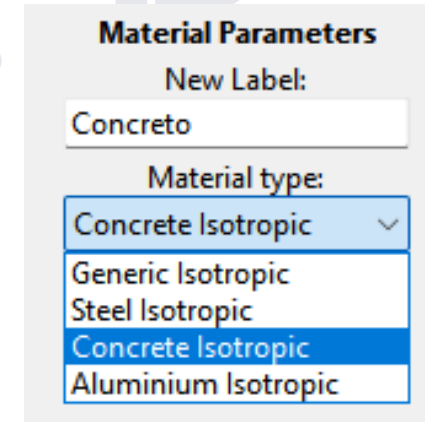 Material Parameters
New Label:
Concreto
Material type:
Concrete Isotropic
Generic Isotropic
Steel Isotropic
Concrete Isotropic
Aluminium Isotropic